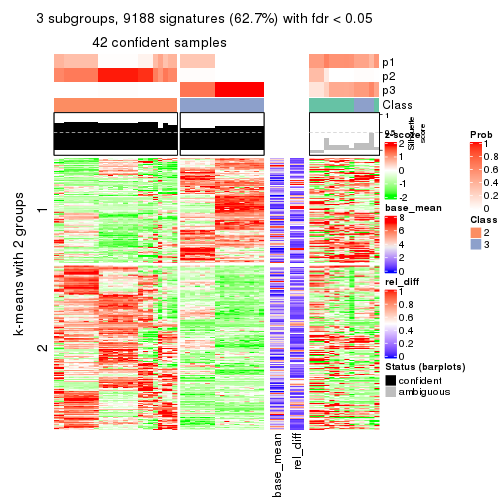 3 subgroups, 9188 signatures (62.7%) with fdr < 0.05
42 confident samples
p1
p2
p3
Class
1
0.5
Silhouette
score
k-means with 2 groups
1
2
base_mean
rel_diff
z-score
2
1
0
-1
-2
base_mean
8
6
4
2
0
rel_diff
1
0.8
0.6
0.4
0.2
0
Status (barplots)
confident
ambiguous
Prob
1
0.8
0.6
0.4
0.2
0
Class
2
3